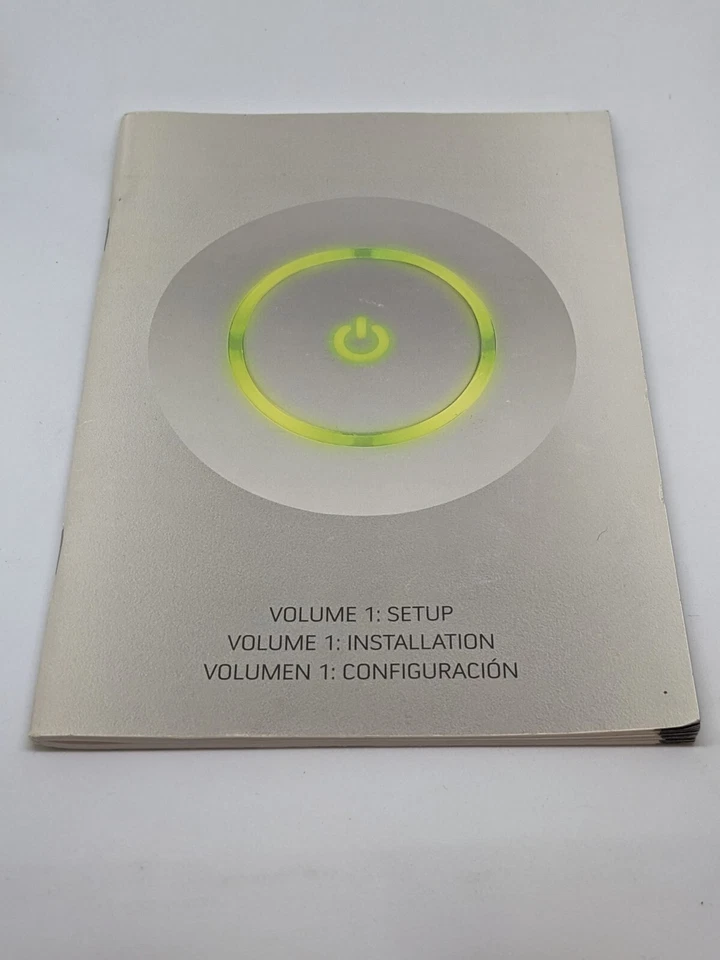 VOLUME 1: SETUP
VOLUME 1: INSTALLATION
VOLUMEN 1: CONFIGURACIÓN